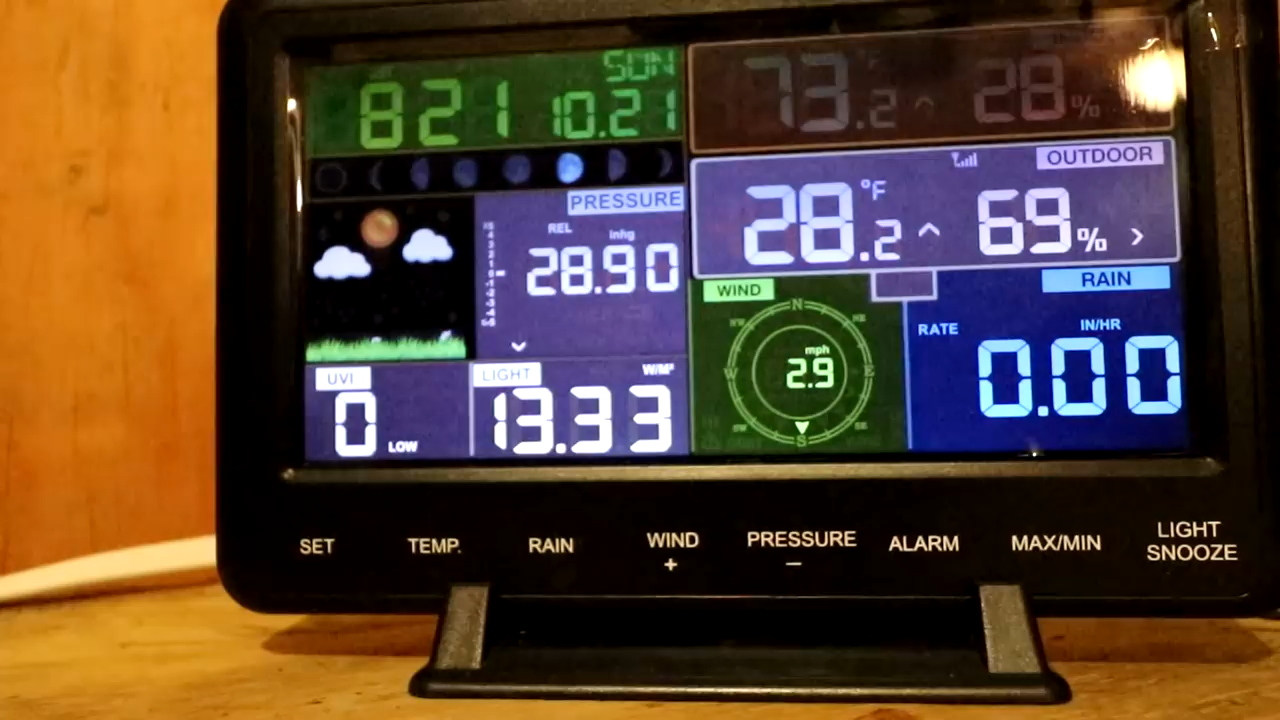 SUN
8 21 10.21
73.2 28%
PRESSURE
REL inhg
28.90
OUTDOOR
28.2 °F 69%
UVI
0 LOW
LIGHT W/M²
13.33
WIND
N
mph
2.9
S
RAIN
RATE IN/HR
0.00
SET TEMP. RAIN WIND PRESSURE ALARM MAX/MIN LIGHT
+ − SNOOZE